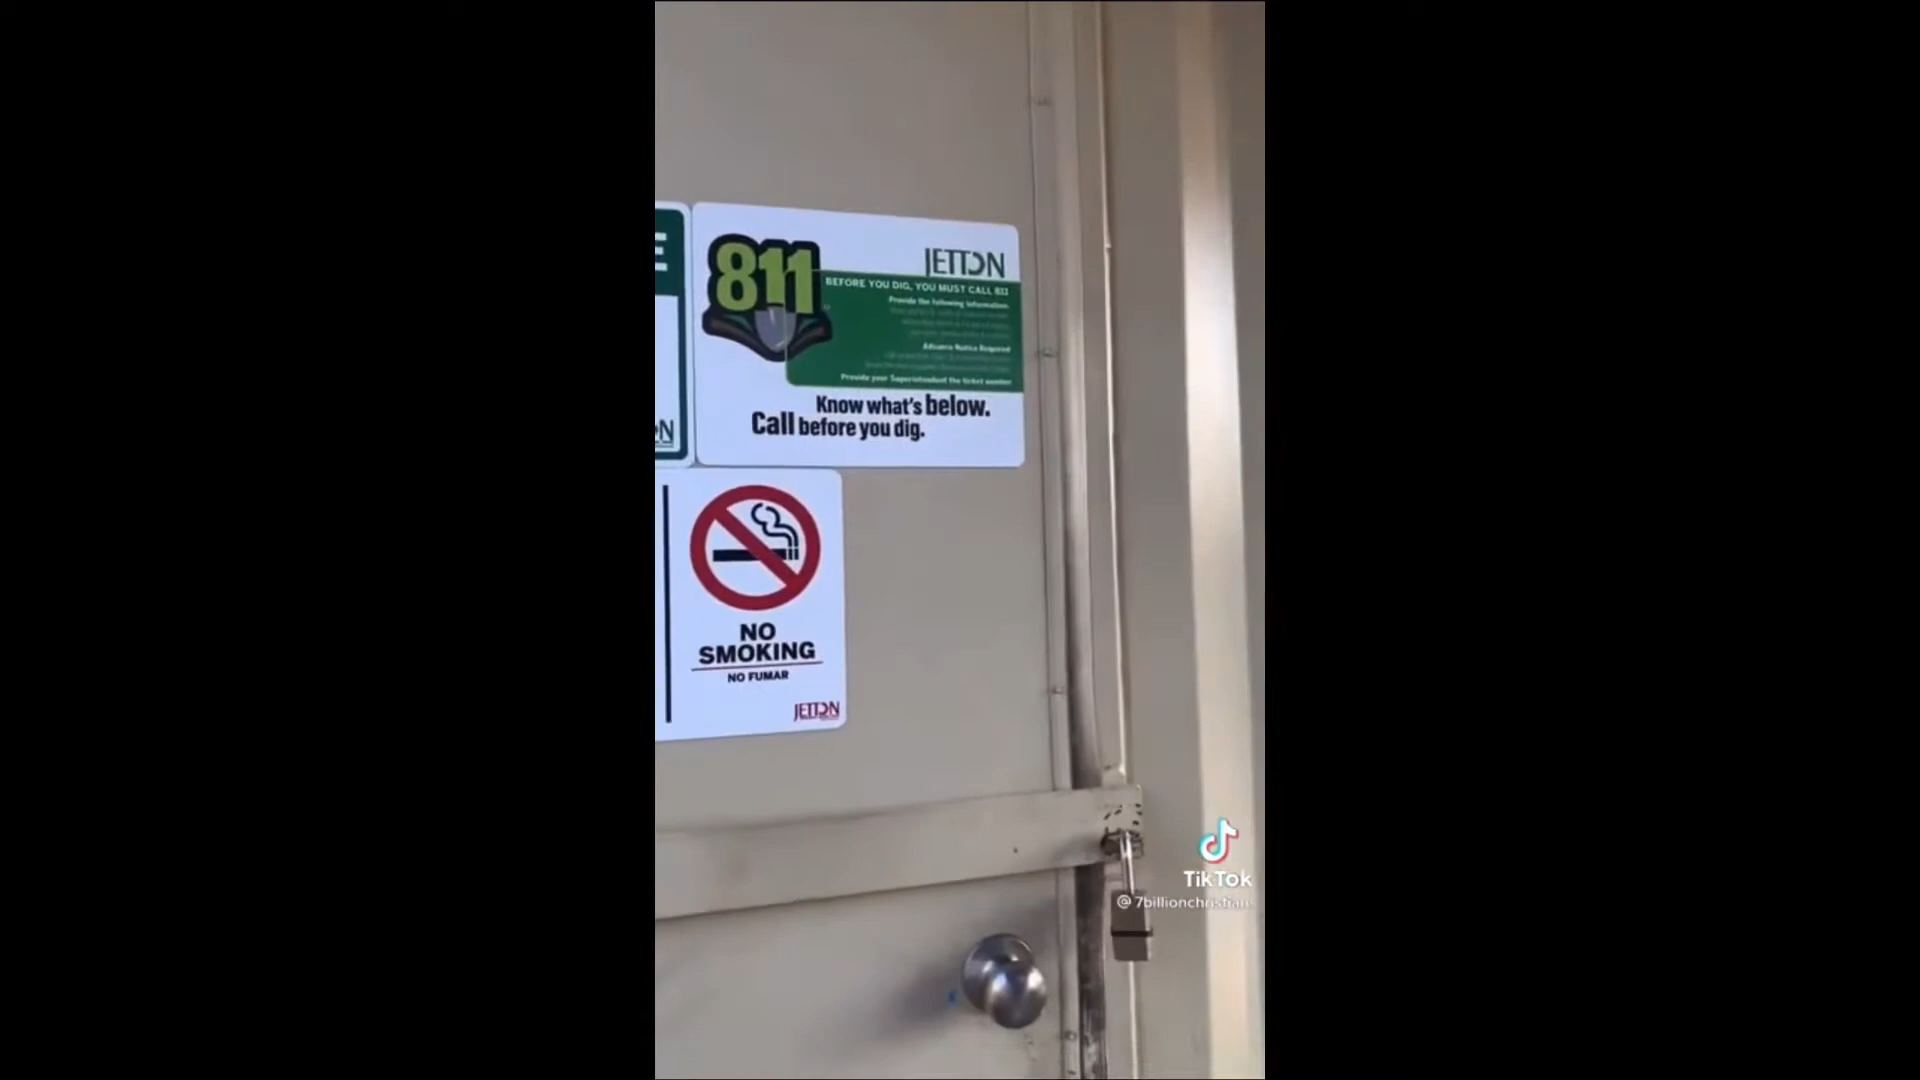 E
811
JETTON
BEFORE YOU DIG, YOU MUST CALL 811
Provide the following information:
Advance Notice Required
Provide your Superintendent the ticket number
Know what's below.
Call before you dig.
N
NO
SMOKING
NO FUMAR
JETTON
TikTok
@7billionchristians